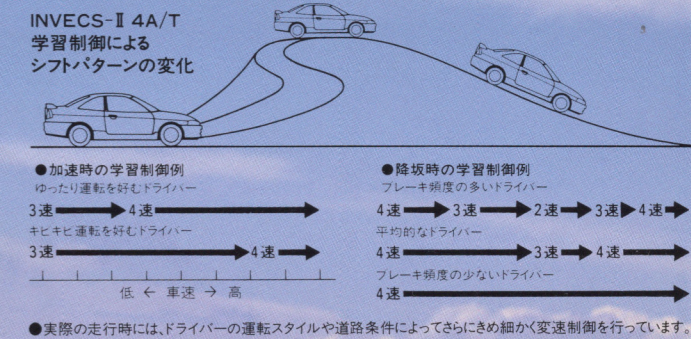 INVECS-II 4A/T
学習制御による
シフトパターンの変化
●加速時の学習制御例
ゆったり運転を好むドライバー
3速 4速
キビキビ運転を好むドライバー
3速 4速
低 ← 車速 → 高
●降坂時の学習制御例
ブレーキ頻度の多いドライバー
4速 3速 2速 3速 4速
平均的なドライバー
4速 3速 4速
ブレーキ頻度の少ないドライバー
4速
●実際の走行時には、ドライバーの運転スタイルや道路条件によってさらにきめ細かく変速制御を行っています。